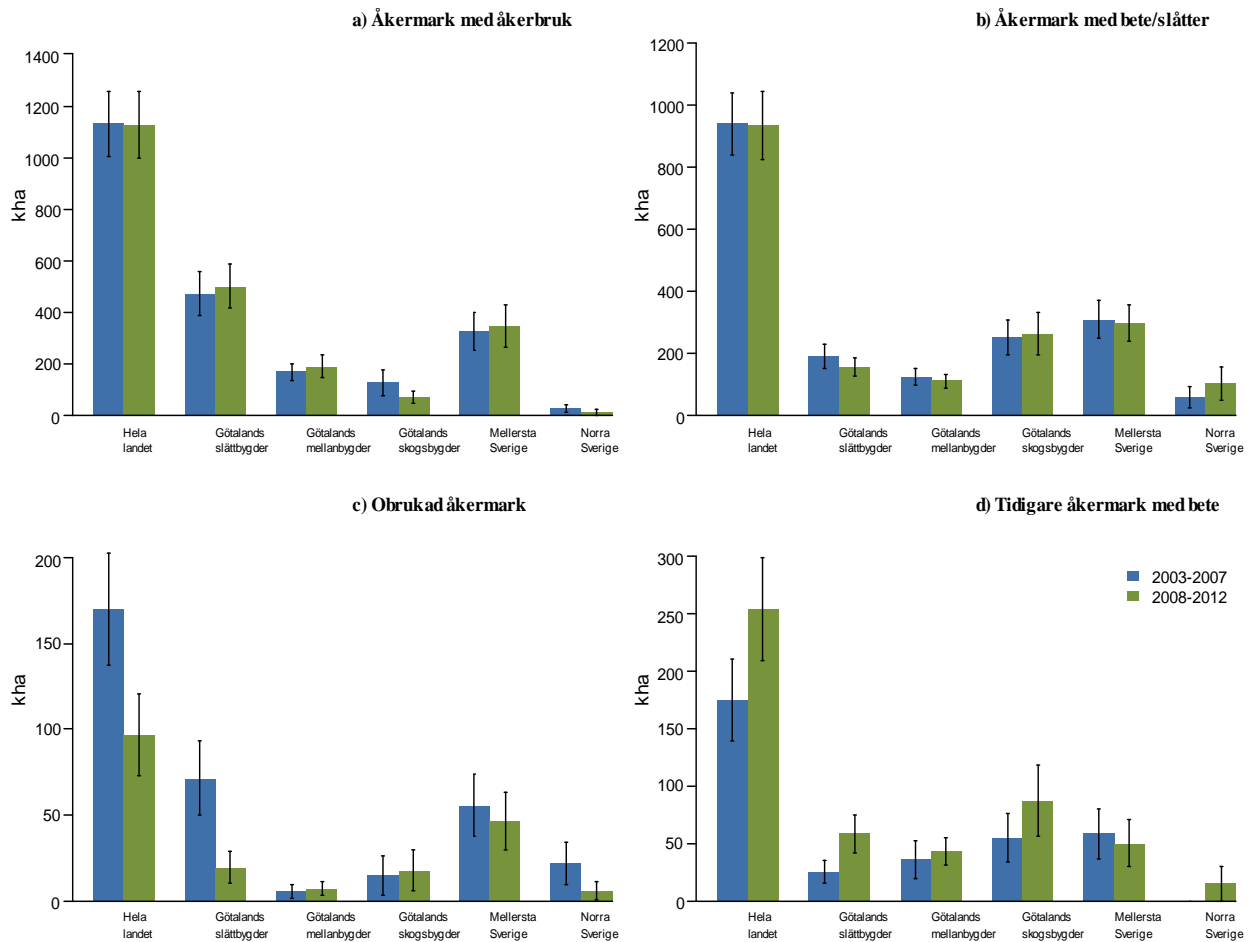 a) Åkermark med åkerbruk
1400
1200
1000
800
600
400
200
0
kha
Hela
landet
Götalands
slättbygder
Götalands
mellanbygder
Götalands
skogsbygder
Mellersta
Sverige
Norra
Sverige
b) Åkermark med bete/slåtter
1200
1000
800
600
400
200
0
kha
Hela
landet
Götalands
slättbygder
Götalands
mellanbygder
Götalands
skogsbygder
Mellersta
Sverige
Norra
Sverige
c) Obrukad åkermark
200
150
100
50
0
kha
Hela
landet
Götalands
slättbygder
Götalands
mellanbygder
Götalands
skogsbygder
Mellersta
Sverige
Norra
Sverige
d) Tidigare åkermark med bete
300
250
200
150
100
50
0
kha
2003-2007
2008-2012
Hela
landet
Götalands
slättbygder
Götalands
mellanbygder
Götalands
skogsbygder
Mellersta
Sverige
Norra
Sverige